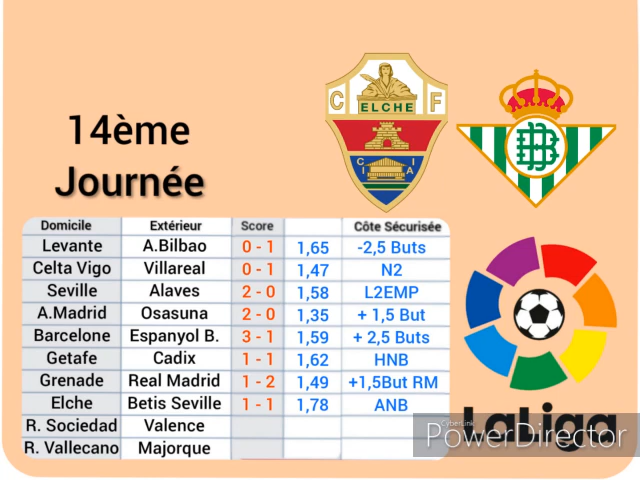 14ème
Journée
C ELCHE F
C I I A
Domicile Extérieur Score Côte Sécurisée
Levante A.Bilbao 0 - 1 1,65 -2,5 Buts
Celta Vigo Villareal 0 - 1 1,47 N2
Seville Alaves 2 - 0 1,58 L2EMP
A.Madrid Osasuna 2 - 0 1,35 + 1,5 But
Barcelone Espanyol B. 3 - 1 1,59 + 2,5 Buts
Getafe Cadix 1 - 1 1,62 HNB
Grenade Real Madrid 1 - 2 1,49 +1,5But RM
Elche Betis Seville 1 - 1 1,78 ANB
R. Sociedad Valence
R. Vallecano Majorque
LaLiga
CyberLink
PowerDirector